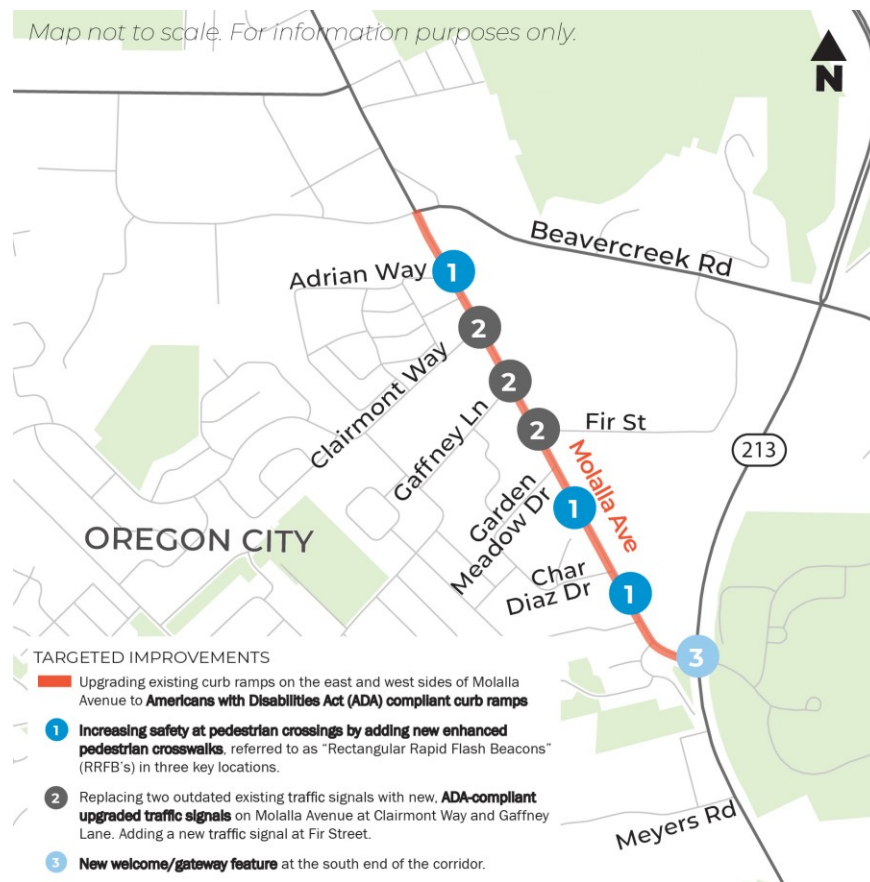 Map not to scale. For information purposes only.
N
Beavercreek Rd
Adrian Way
1
2
Clairmont Way
2
Gaffney Ln
2
Fir St
213
Molalla Ave
Garden
Meadow Dr
1
OREGON CITY
Char
Diaz Dr
1
3
TARGETED IMPROVEMENTS
Upgrading existing curb ramps on the east and west sides of Molalla
Avenue to Americans with Disabilities Act (ADA) compliant curb ramps
1
Increasing safety at pedestrian crossings by adding new enhanced
pedestrian crosswalks, referred to as “Rectangular Rapid Flash Beacons”
(RRFB's) in three key locations.
2
Replacing two outdated existing traffic signals with new, ADA-compliant
upgraded traffic signals on Molalla Avenue at Clairmont Way and Gaffney
Lane. Adding a new traffic signal at Fir Street.
3
New welcome/gateway feature at the south end of the corridor.
Meyers Rd